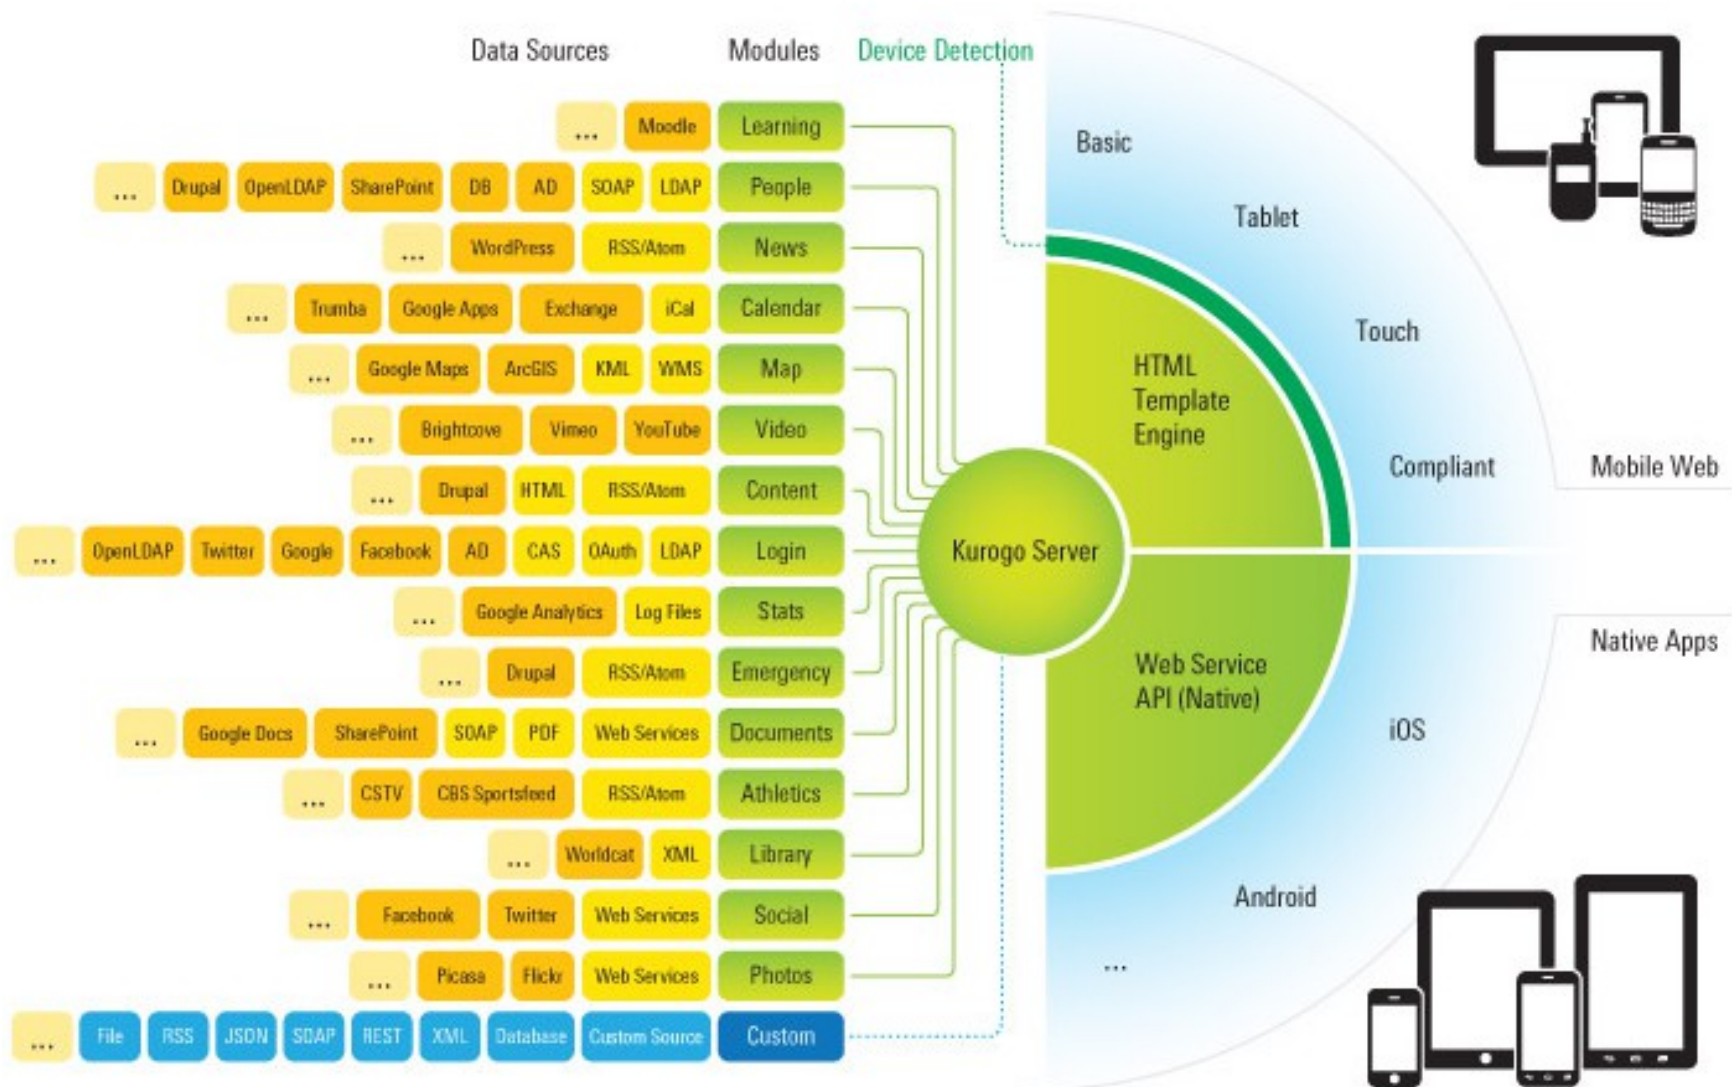 Data Sources Modules Device Detection
... Moodle Learning
... Drupal OpenLDAP SharePoint DB AD SOAP LDAP People
... WordPress RSS/Atom News
... Trumba Google Apps Exchange iCal Calendar
... Google Maps ArcGIS KML WMS Map
... Brightcove Vimeo YouTube Video
... Drupal HTML RSS/Atom Content
... OpenLDAP Twitter Google Facebook AD CAS OAuth LDAP Login
... Google Analytics Log Files Stats
... Drupal RSS/Atom Emergency
... Google Docs SharePoint SOAP PDF Web Services Documents
... CSTV CBS Sportsfeed RSS/Atom Athletics
... Worldcat XML Library
... Facebook Twitter Web Services Social
... Picasa Flickr Web Services Photos
... File RSS JSON SOAP REST XML Database Custom Source Custom
Kurogo Server
HTML
Template
Engine
Web Service
API (Native)
Basic
Tablet
Touch
Compliant
Mobile Web
Native Apps
iOS
Android
...